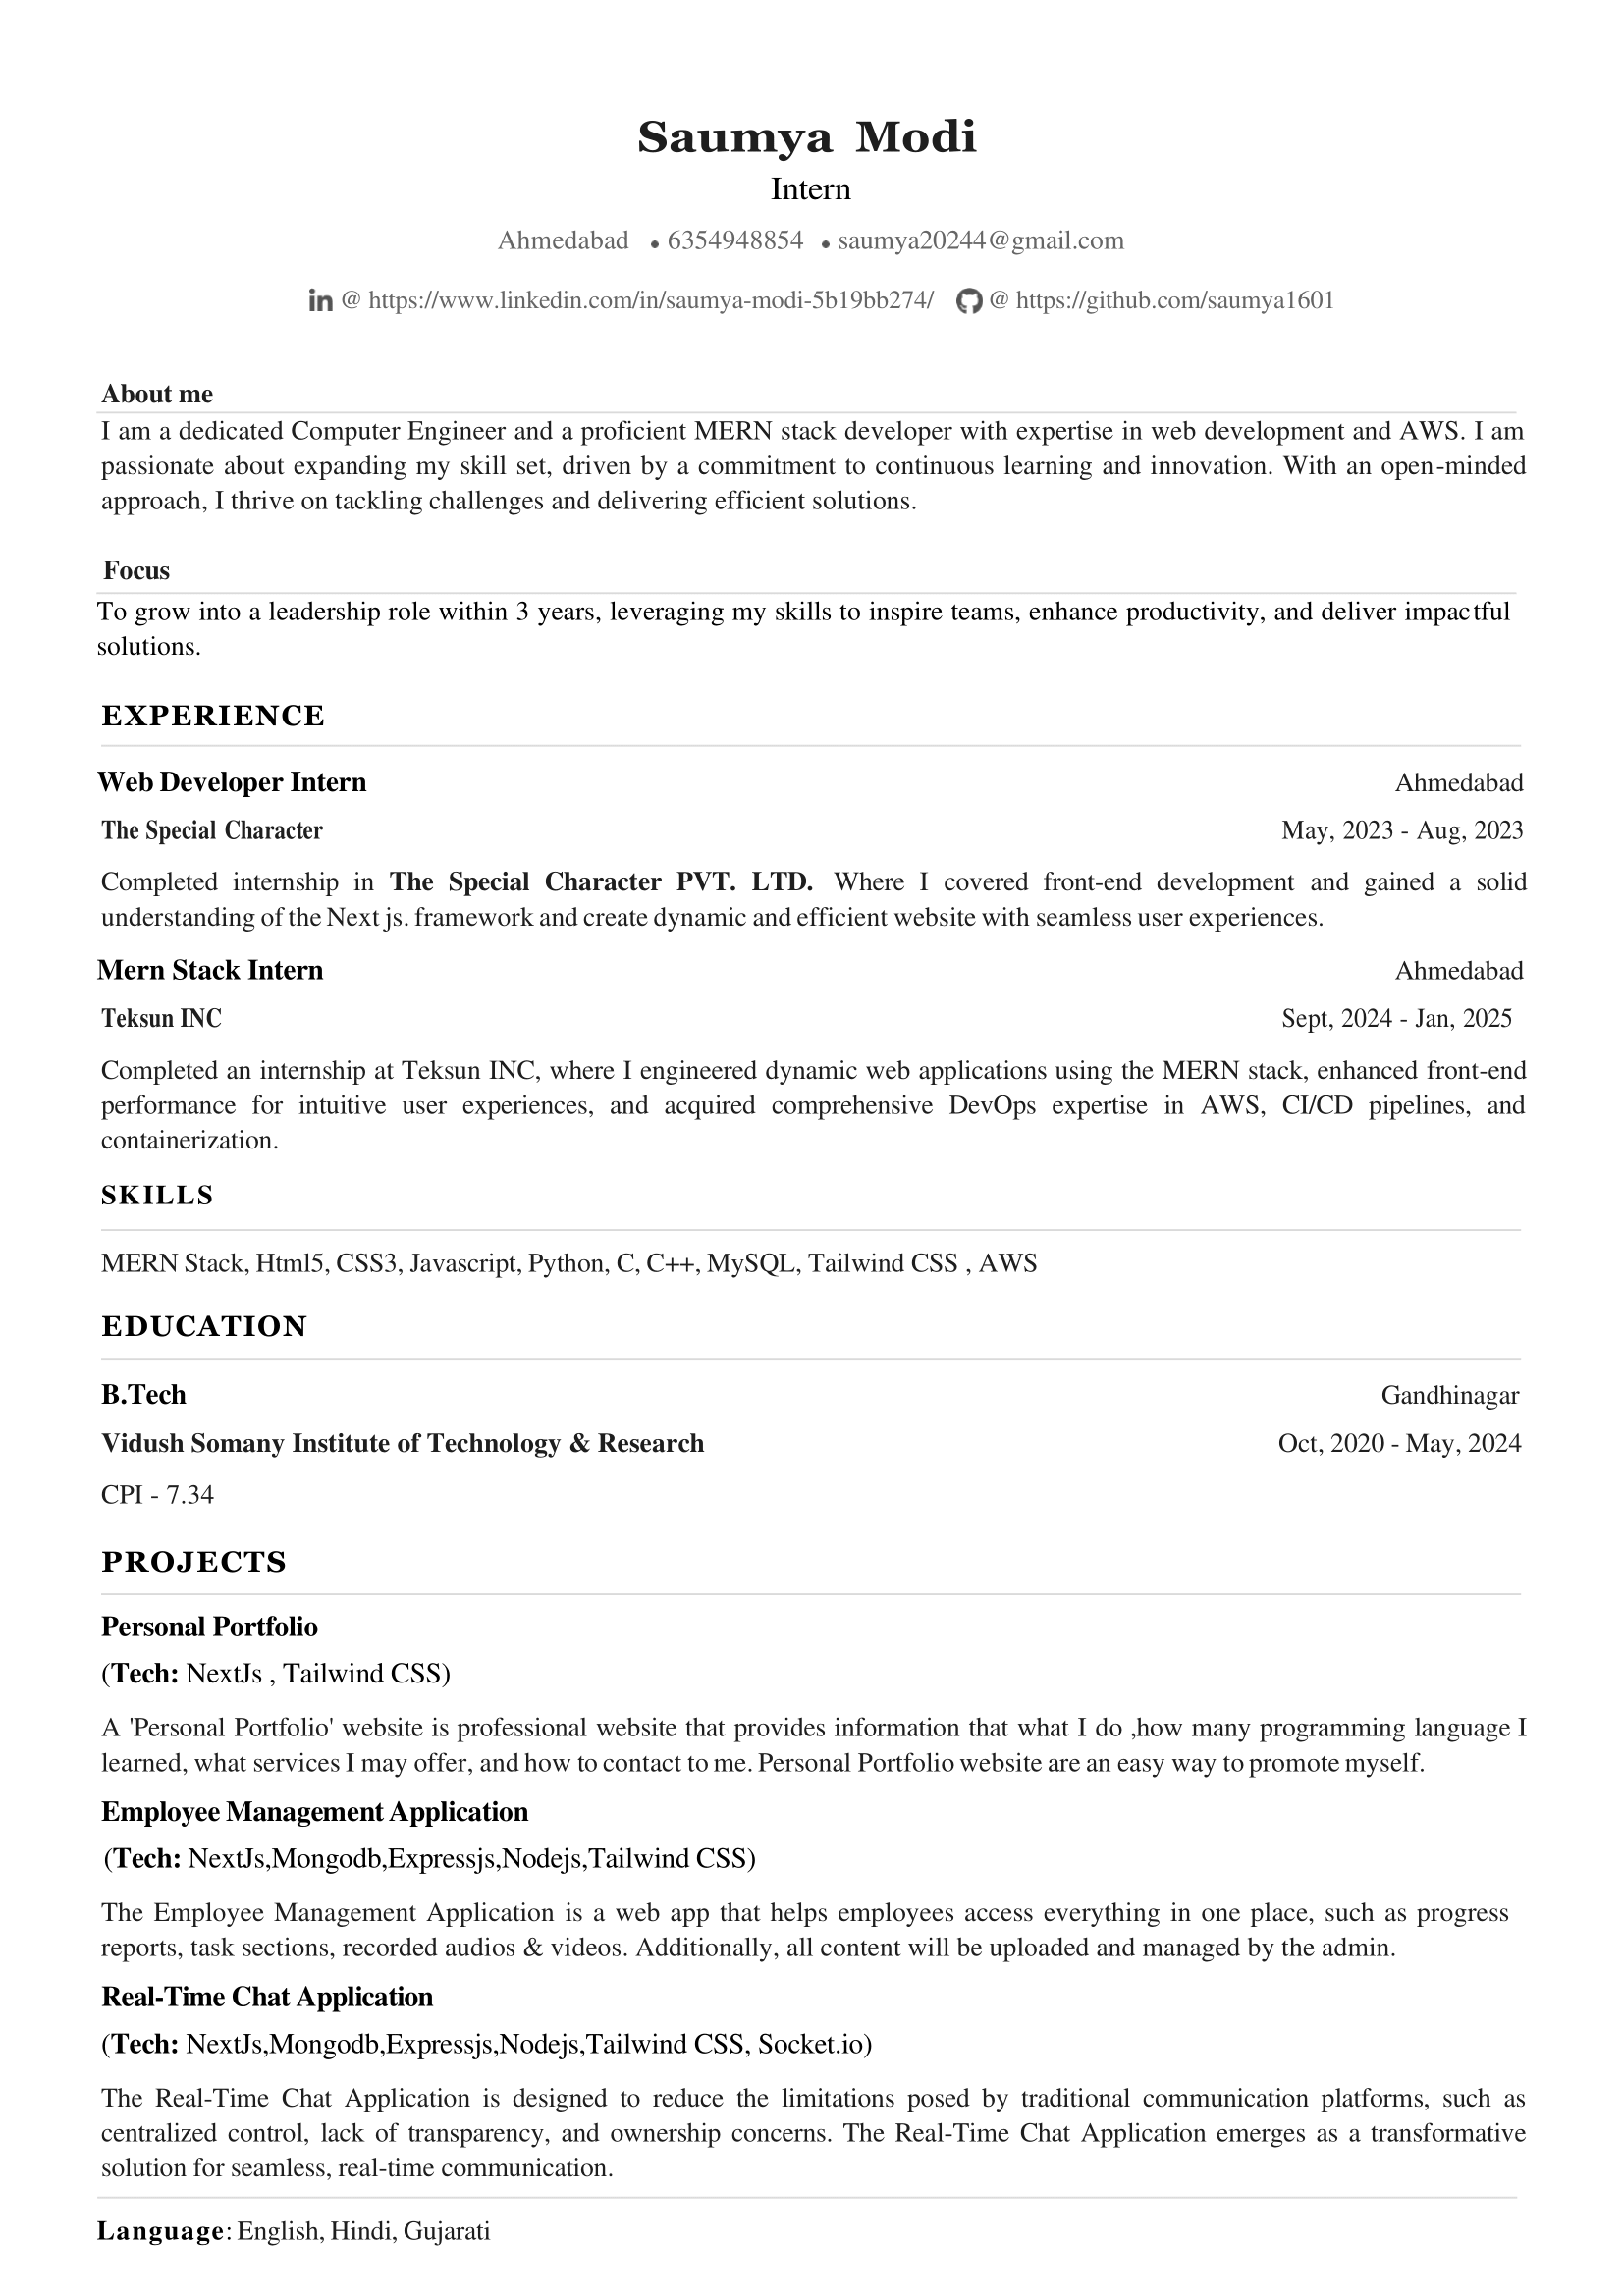 Saumya Modi
Intern
Ahmedabad • 6354948854 • saumya20244@gmail.com
in @ https://www.linkedin.com/in/saumya-modi-5b19bb274/ @ https://github.com/saumya1601
About me
I am a dedicated Computer Engineer and a proficient MERN stack developer with expertise in web development and AWS. I am
passionate about expanding my skill set, driven by a commitment to continuous learning and innovation. With an open-minded
approach, I thrive on tackling challenges and delivering efficient solutions.
Focus
To grow into a leadership role within 3 years, leveraging my skills to inspire teams, enhance productivity, and deliver impactful
solutions.
EXPERIENCE
Web Developer Intern Ahmedabad
The Special Character May, 2023 - Aug, 2023
Completed internship in The Special Character PVT. LTD. Where I covered front-end development and gained a solid
understanding of the Next js. framework and create dynamic and efficient website with seamless user experiences.
Mern Stack Intern Ahmedabad
Teksun INC Sept, 2024 - Jan, 2025
Completed an internship at Teksun INC, where I engineered dynamic web applications using the MERN stack, enhanced front-end
performance for intuitive user experiences, and acquired comprehensive DevOps expertise in AWS, CI/CD pipelines, and
containerization.
SKILLS
MERN Stack, Html5, CSS3, Javascript, Python, C, C++, MySQL, Tailwind CSS , AWS
EDUCATION
B.Tech Gandhinagar
Vidush Somany Institute of Technology & Research Oct, 2020 - May, 2024
CPI - 7.34
PROJECTS
Personal Portfolio
(Tech: NextJs , Tailwind CSS)
A 'Personal Portfolio' website is professional website that provides information that what I do ,how many programming language I
learned, what services I may offer, and how to contact to me. Personal Portfolio website are an easy way to promote myself.
Employee Management Application
(Tech: NextJs,Mongodb,Expressjs,Nodejs,Tailwind CSS)
The Employee Management Application is a web app that helps employees access everything in one place, such as progress
reports, task sections, recorded audios & videos. Additionally, all content will be uploaded and managed by the admin.
Real-Time Chat Application
(Tech: NextJs,Mongodb,Expressjs,Nodejs,Tailwind CSS, Socket.io)
The Real-Time Chat Application is designed to reduce the limitations posed by traditional communication platforms, such as
centralized control, lack of transparency, and ownership concerns. The Real-Time Chat Application emerges as a transformative
solution for seamless, real-time communication.
Language: English, Hindi, Gujarati